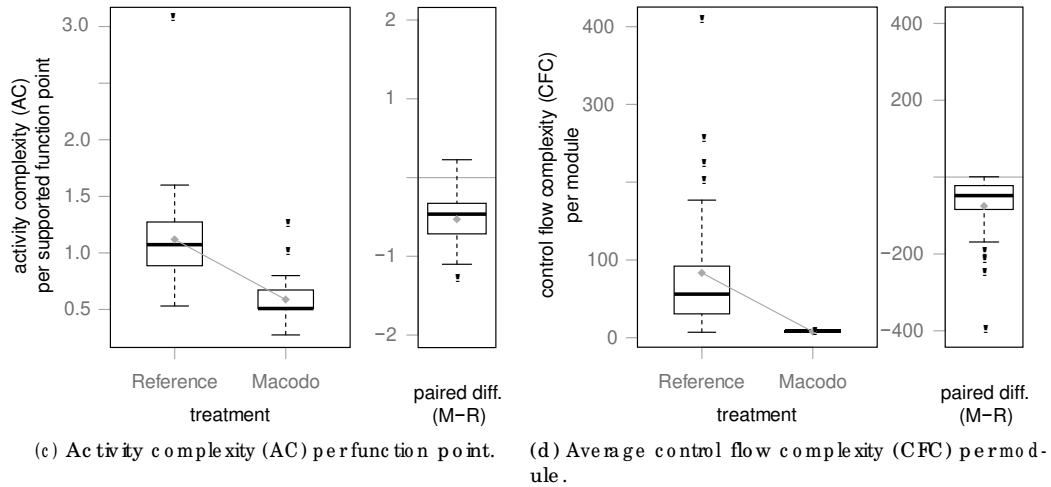 activity complexity (AC)
per supported function point
3.0
2.0
1.5
1.0
0.5
Reference Macodo
treatment
2
1
−1
−2
paired diff.
(M−R)
control flow complexity (CFC)
per module
400
300
100
0
Reference Macodo
treatment
400
200
−200
−400
paired diff.
(M−R)
(c) Activity complexity (AC) per function point.
(d) Average control flow complexity (CFC) per mod-
ule.